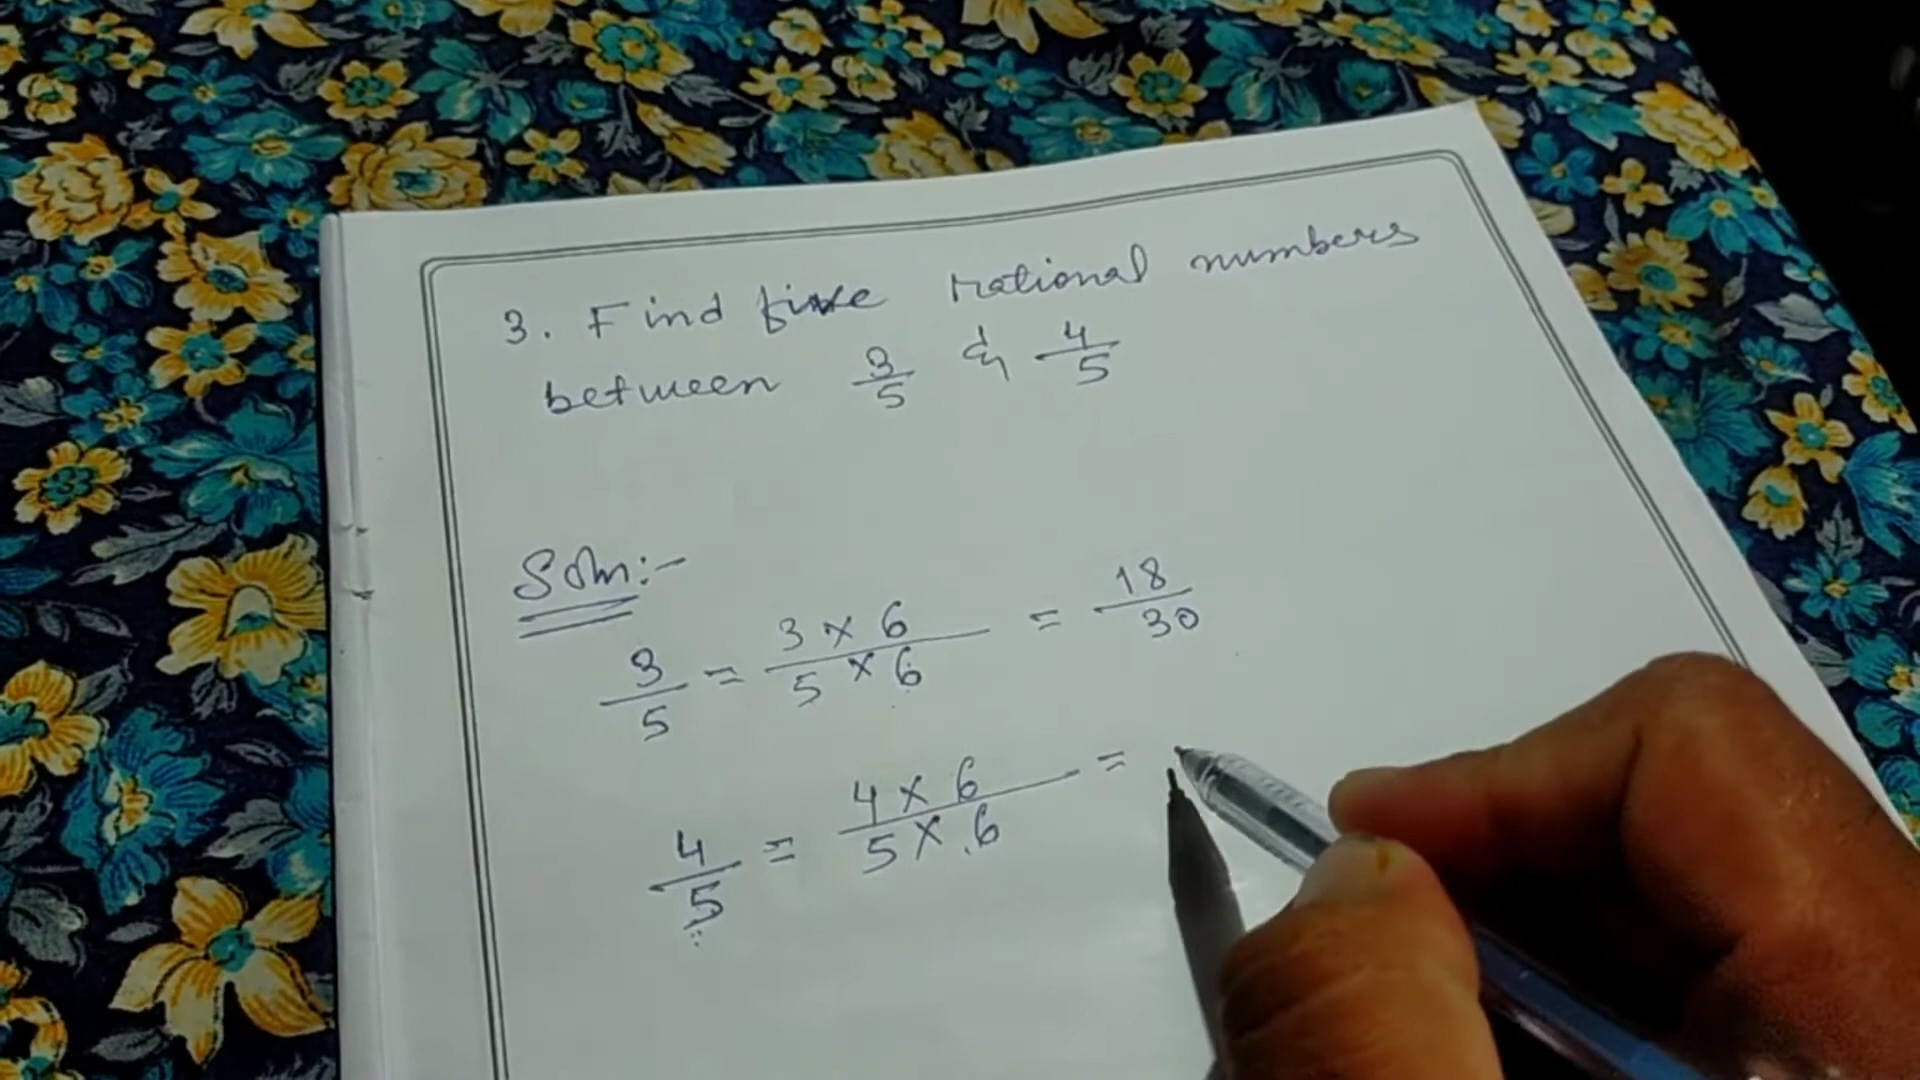 3. Find five rational numbers
between 3/5 & 4/5
Soln:-
3/5 = 3 × 6 / 5 × 6 = 18/30
4/5 = 4 × 6 / 5 × 6 =